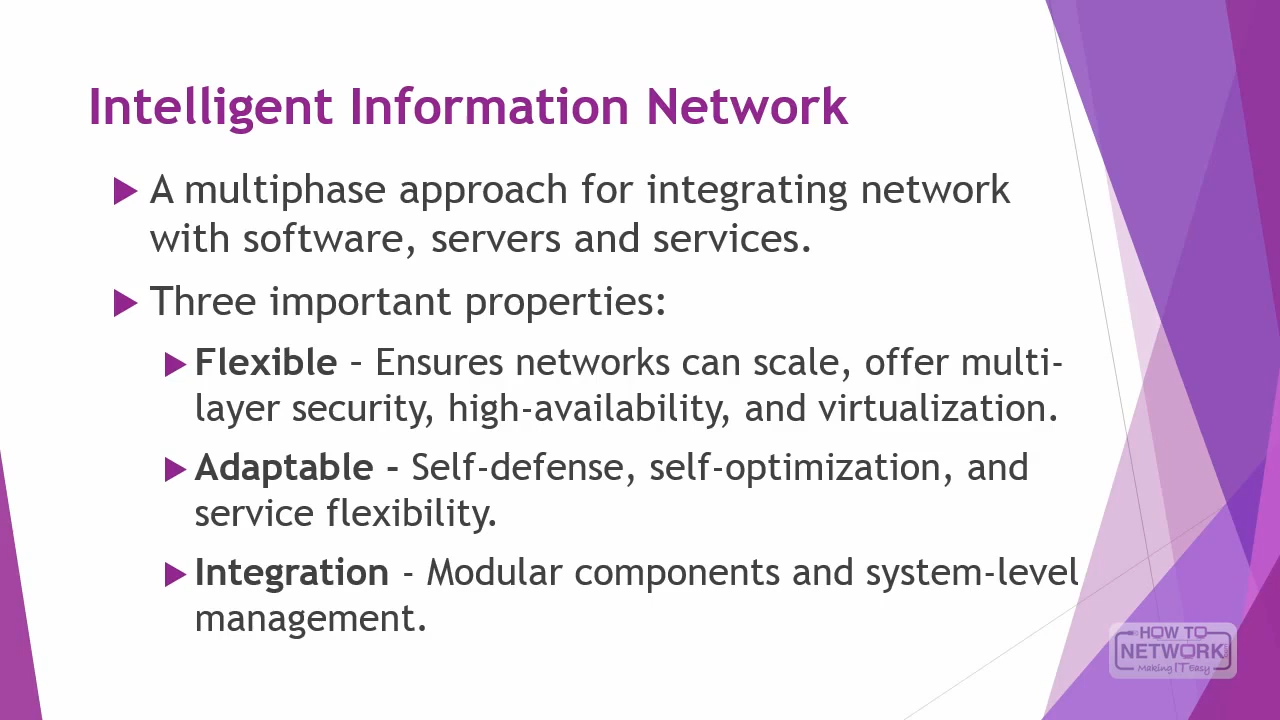 Intelligent Information Network
A multiphase approach for integrating network
with software, servers and services.
Three important properties:
Flexible – Ensures networks can scale, offer multi-
layer security, high-availability, and virtualization.
Adaptable – Self-defense, self-optimization, and
service flexibility.
Integration - Modular components and system-level
management.
HOW TO
NETWORK
Making IT Easy